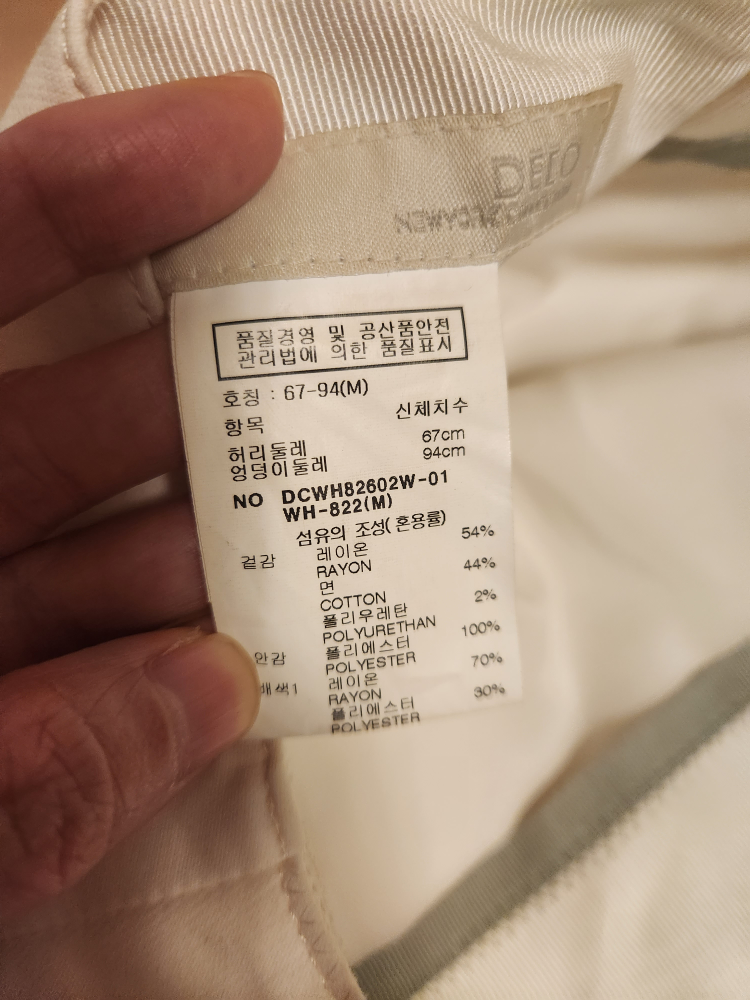 DECO
품질경영 및 공산품안전
관리법에 의한 품질표시
호칭 : 67-94(M)
항목 신체치수
허리둘레 67cm
엉덩이둘레 94cm
NO DCWH82602W-01
WH-822(M)
섬유의 조성(혼용률)
겉감 레이온 54%
RAYON
면 44%
COTTON
폴리우레탄 2%
POLYURETHAN
안감 폴리에스터 100%
POLYESTER
배색1 레이온 70%
RAYON
폴리에스터 30%
POLYESTER